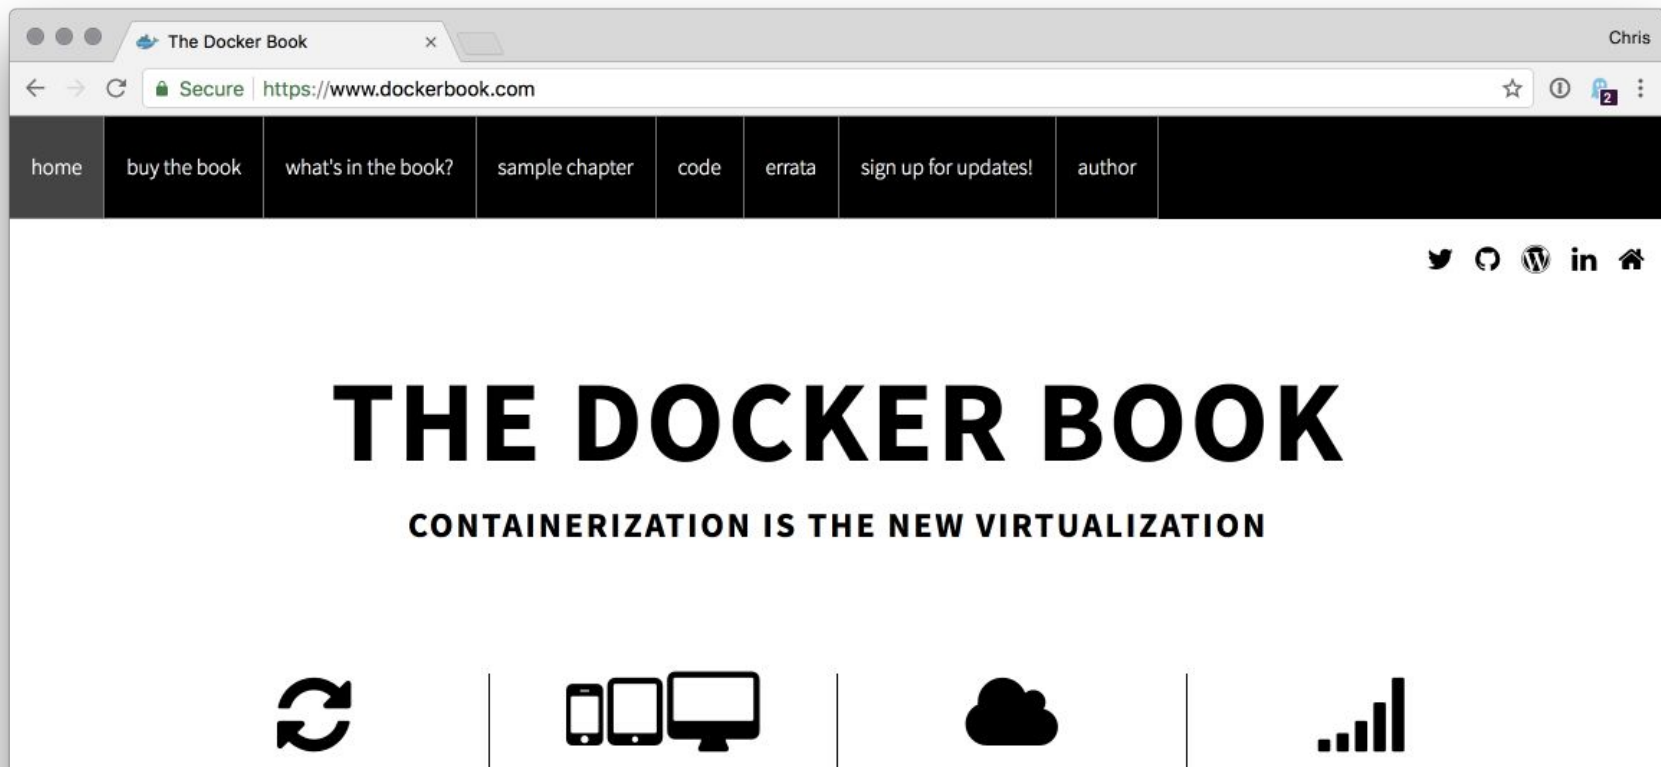 The Docker Book
Chris
Secure https://www.dockerbook.com
2
home buy the book what's in the book? sample chapter code errata sign up for updates! author
in
THE DOCKER BOOK
CONTAINERIZATION IS THE NEW VIRTUALIZATION